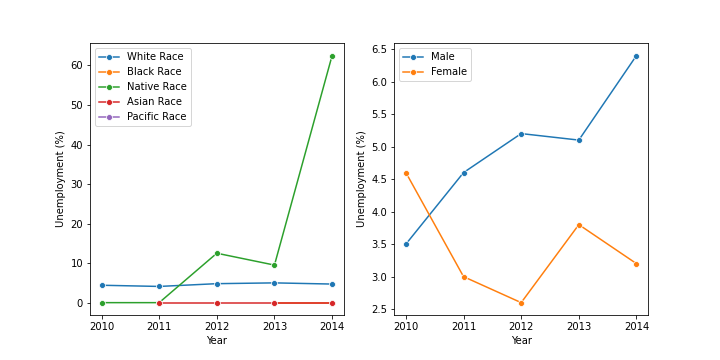 White Race
Black Race
Native Race
Asian Race
Pacific Race
60
50
40
30
20
10
0
Unemployment (%)
2010 2011 2012 2013 2014
Year
Male
Female
6.5
6.0
5.5
5.0
4.5
4.0
3.5
3.0
2.5
Unemployment (%)
2010 2011 2012 2013 2014
Year